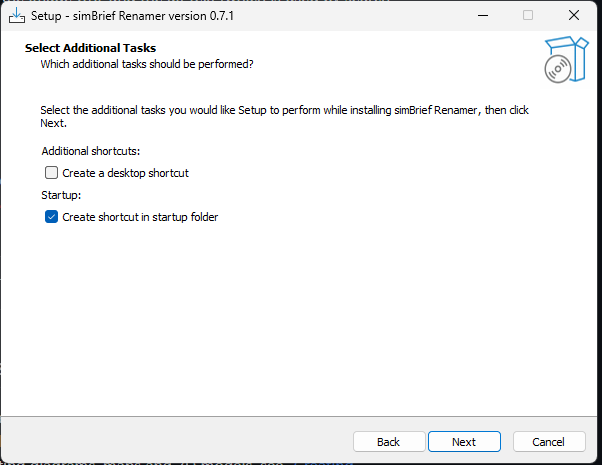 Setup - simBrief Renamer version 0.7.1
Select Additional Tasks
Which additional tasks should be performed?
Select the additional tasks you would like Setup to perform while installing simBrief Renamer, then click
Next.
Additional shortcuts:
Create a desktop shortcut
Startup:
Create shortcut in startup folder
Back
Next
Cancel